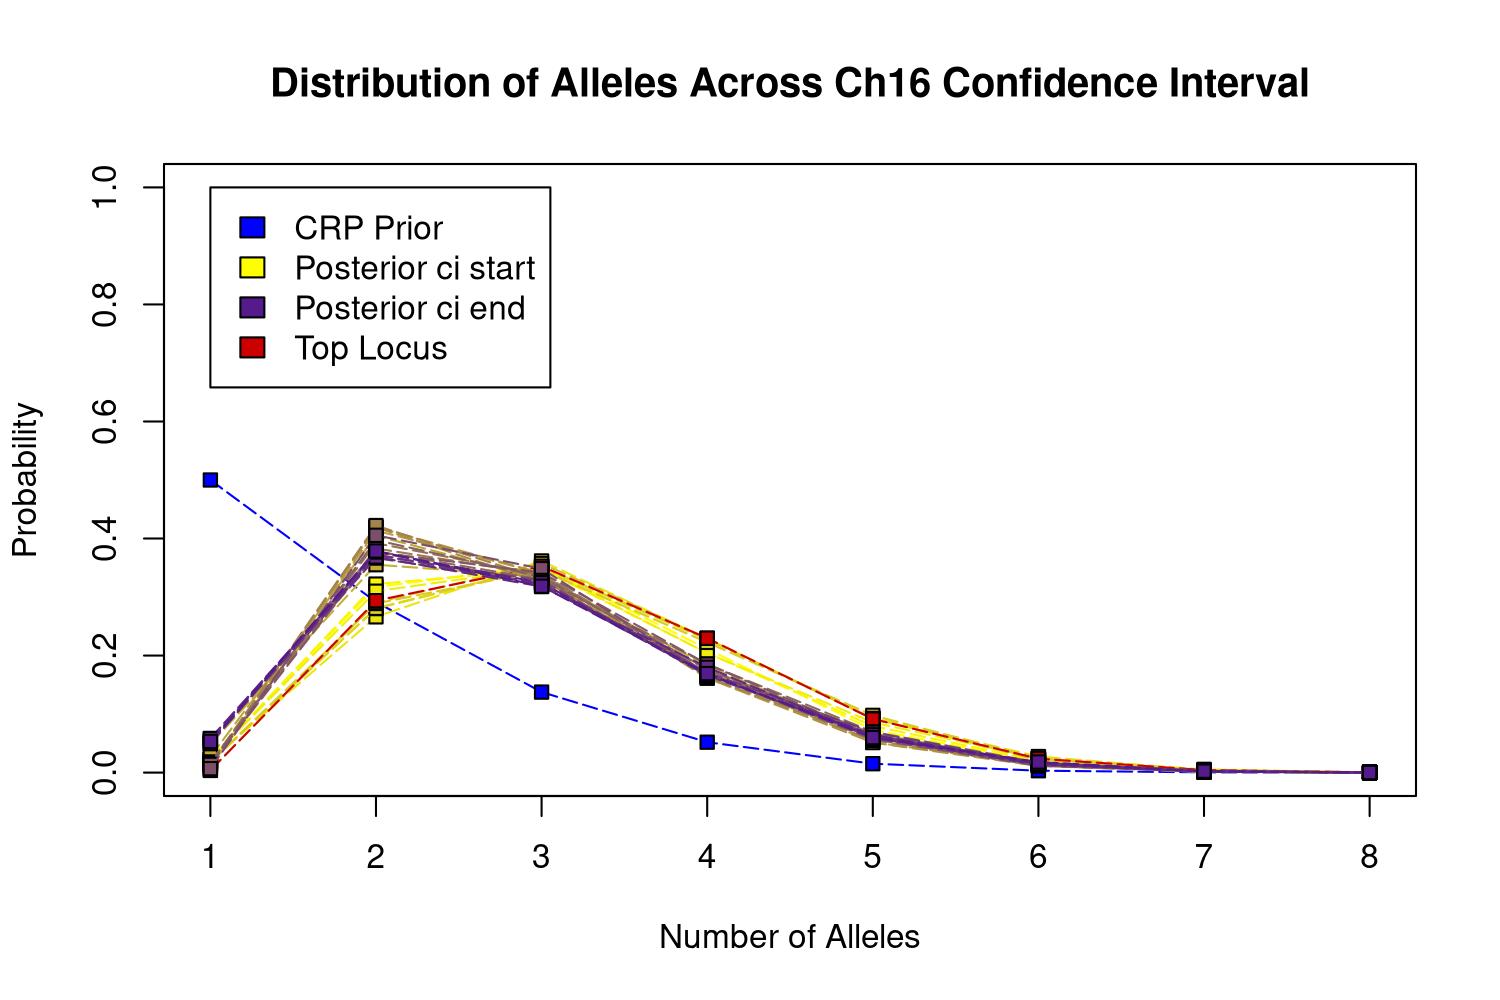 Distribution of Alleles Across Ch16 Confidence Interval
1.0
0.8
0.6
0.4
0.2
0.0
Probability
CRP Prior
Posterior ci start
Posterior ci end
Top Locus
1 2 3 4 5 6 7 8
Number of Alleles